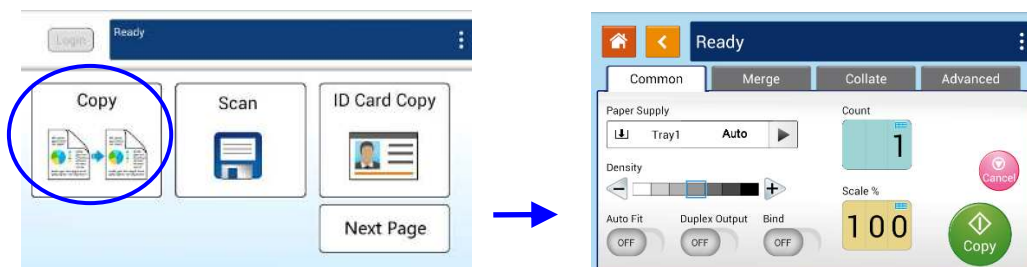 Login
Ready
Copy
Scan
ID Card Copy
Next Page
Ready
Common
Merge
Collate
Advanced
Paper Supply
Tray1
Auto
Density
Auto Fit
Duplex Output
Bind
OFF
OFF
OFF
Count
1
Scale %
100
Cancel
Copy